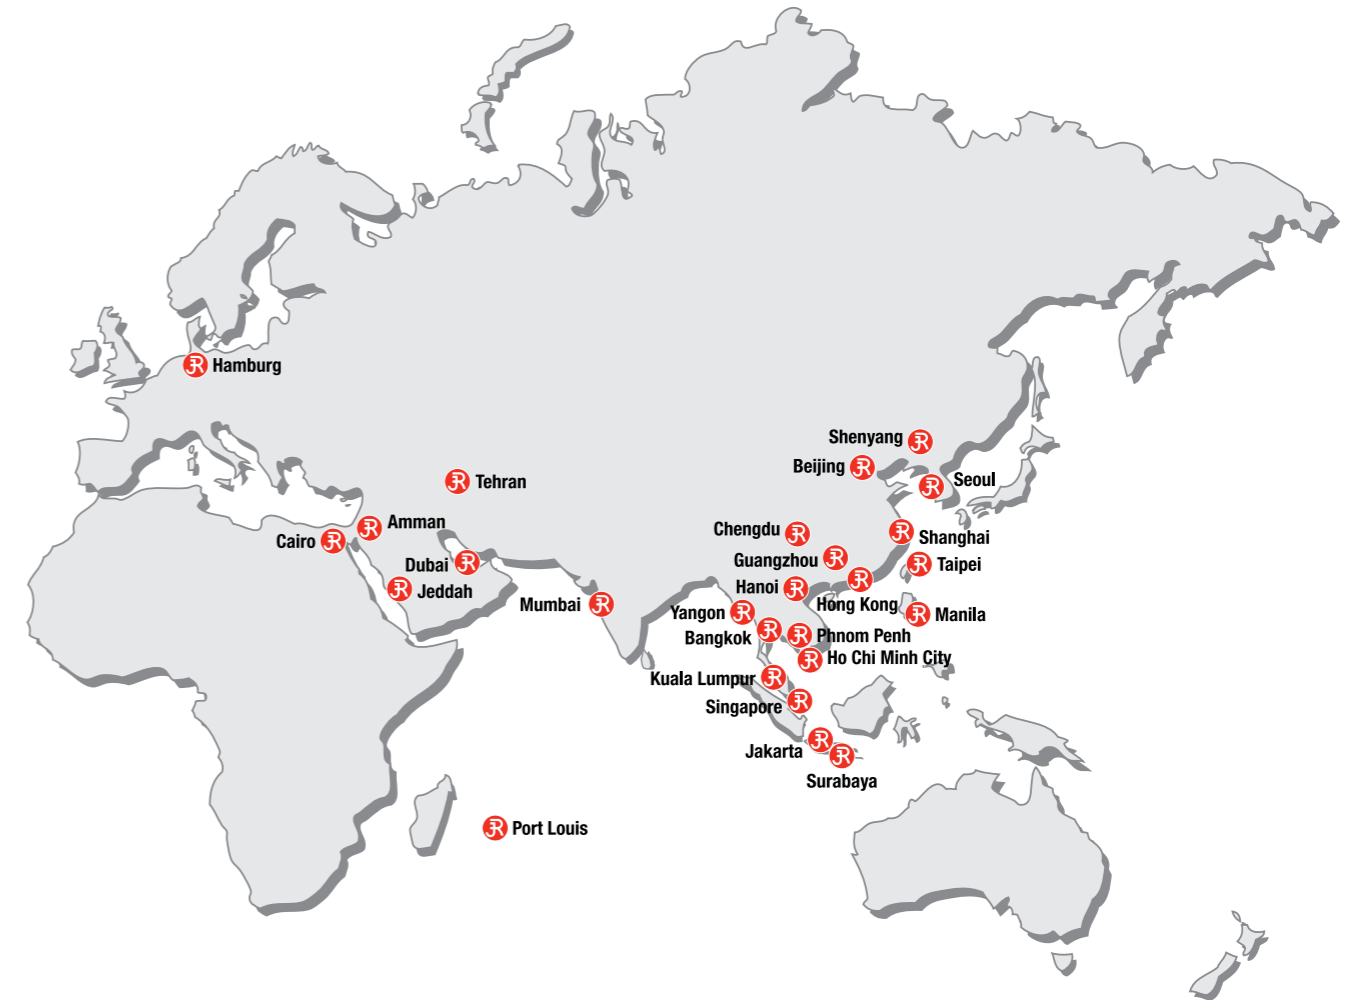 Hamburg
Shenyang
Beijing
Seoul
Tehran
Amman
Chengdu
Shanghai
Cairo
Guangzhou
Taipei
Dubai
Hanoi
Jeddah
Mumbai
Hong Kong
Yangon
Manila
Bangkok
Phnom Penh
Ho Chi Minh City
Kuala Lumpur
Singapore
Jakarta
Surabaya
Port Louis